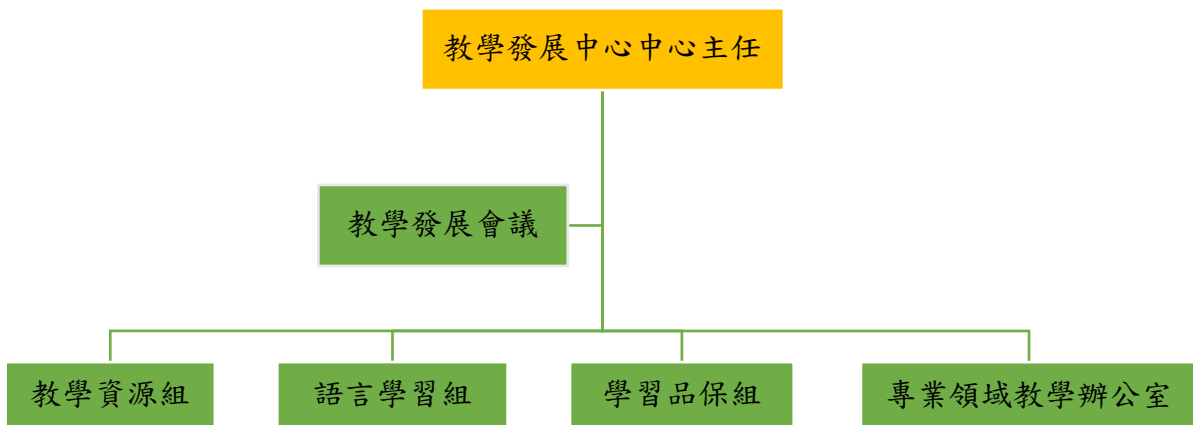 教學發展中心中心主任
教學發展會議
教學資源組
語言學習組
學習品保組
專業領域教學辦公室